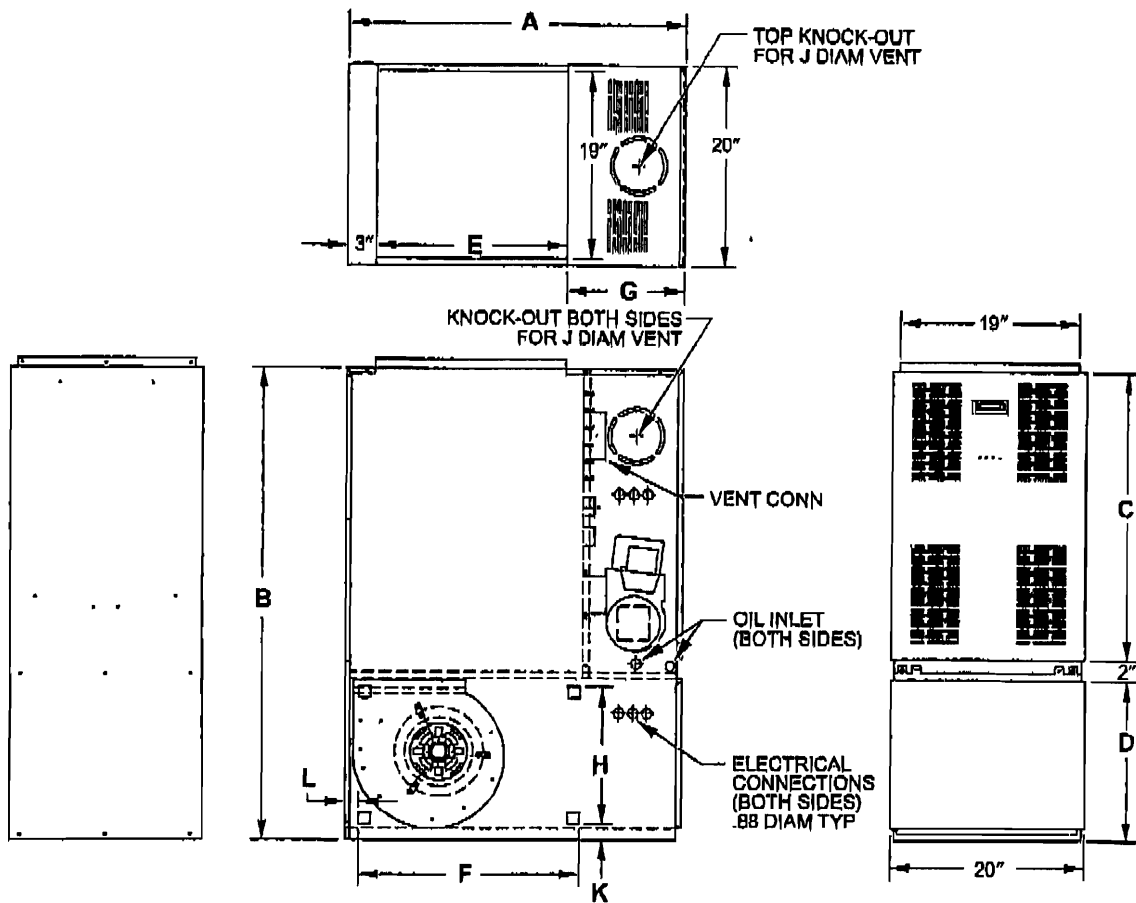 A
TOP KNOCK-OUT
FOR J DIAM VENT
19"
20"
3"
E
G
KNOCK-OUT BOTH SIDES
FOR J DIAM VENT
19"
VENT CONN
C
B
OIL INLET
(BOTH SIDES)
2"
D
H
L
ELECTRICAL
CONNECTIONS
(BOTH SIDES)
.88 DIAM TYP
F
K
20"